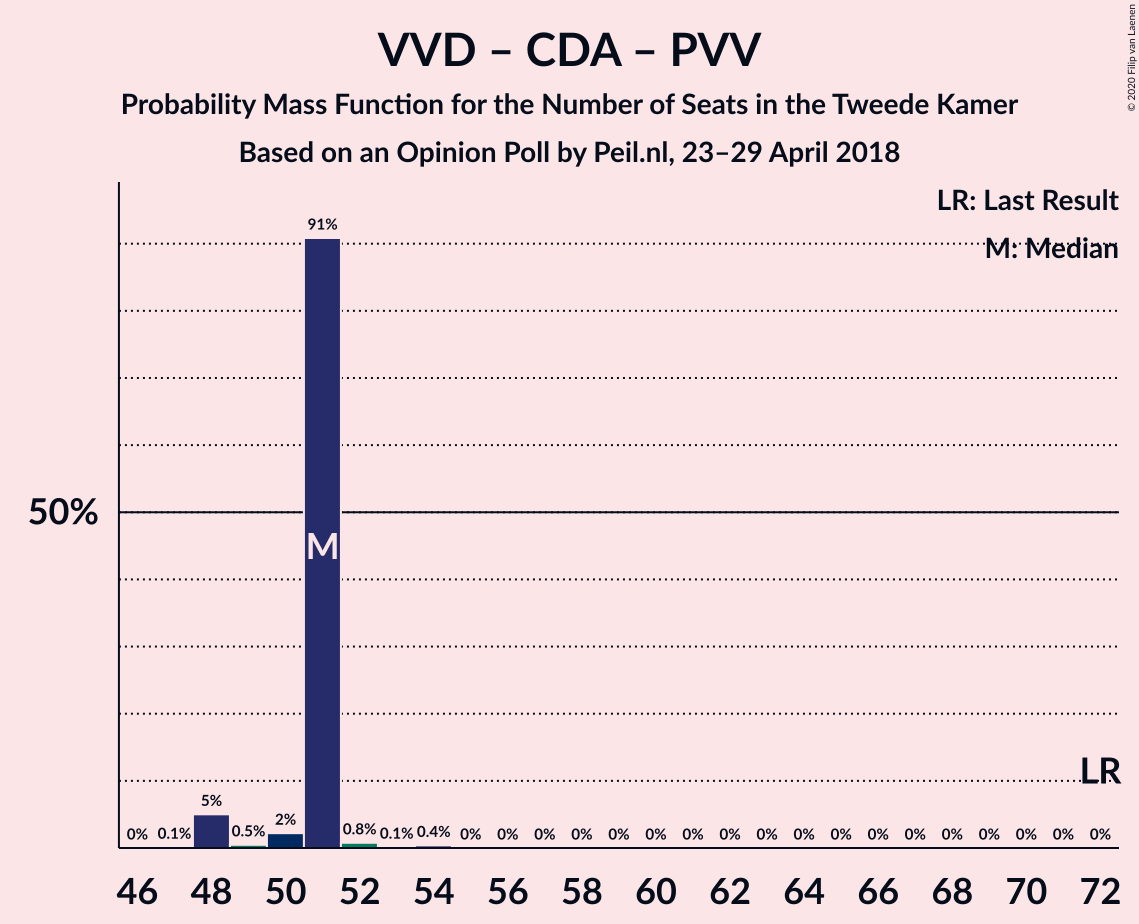 VVD – CDA – PVV
Probability Mass Function for the Number of Seats in the Tweede Kamer
Based on an Opinion Poll by Peil.nl, 23–29 April 2018
© 2020 Filip van Laenen
LR: Last Result
M: Median
91%
50%
M
LR
0% 0.1% 5% 0.5% 2% 0.8% 0.1% 0.4% 0% 0% 0% 0% 0% 0% 0% 0% 0% 0% 0% 0% 0% 0% 0% 0% 0% 0%
46 48 50 52 54 56 58 60 62 64 66 68 70 72